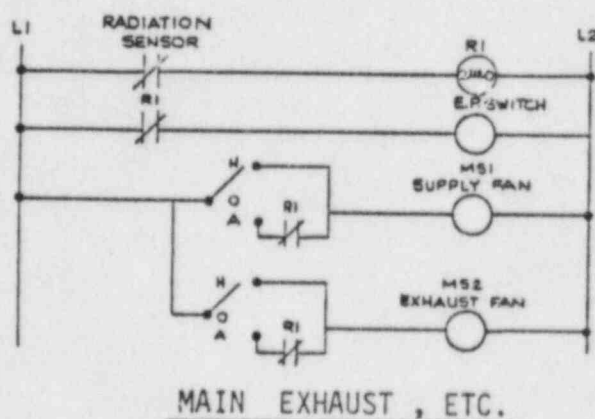 L1
RADIATION
SENSOR
R1
L2
R1
E.P. SWITCH
H
O
A
R1
MS1
SUPPLY FAN
H
O
A
R1
MS2
EXHAUST FAN
MAIN EXHAUST , ETC.